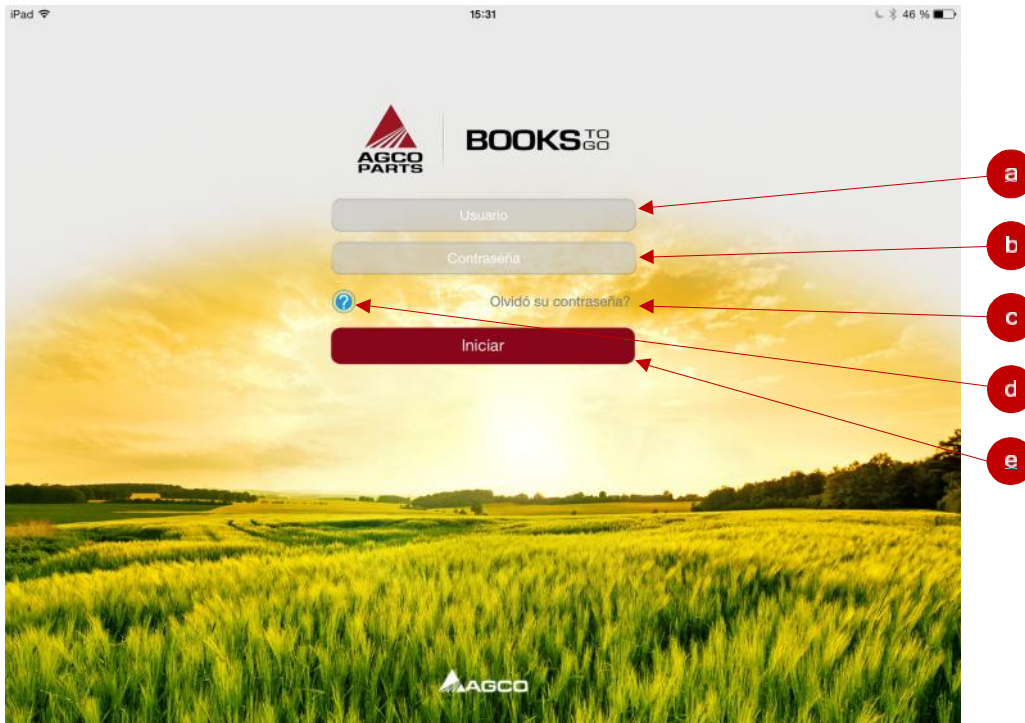 iPad 15:31 46 %
AGCO PARTS
BOOKS TO GO
a
Usuario
b
Contraseña
c
Olvidó su contraseña?
Iniciar
d
e
AGCO